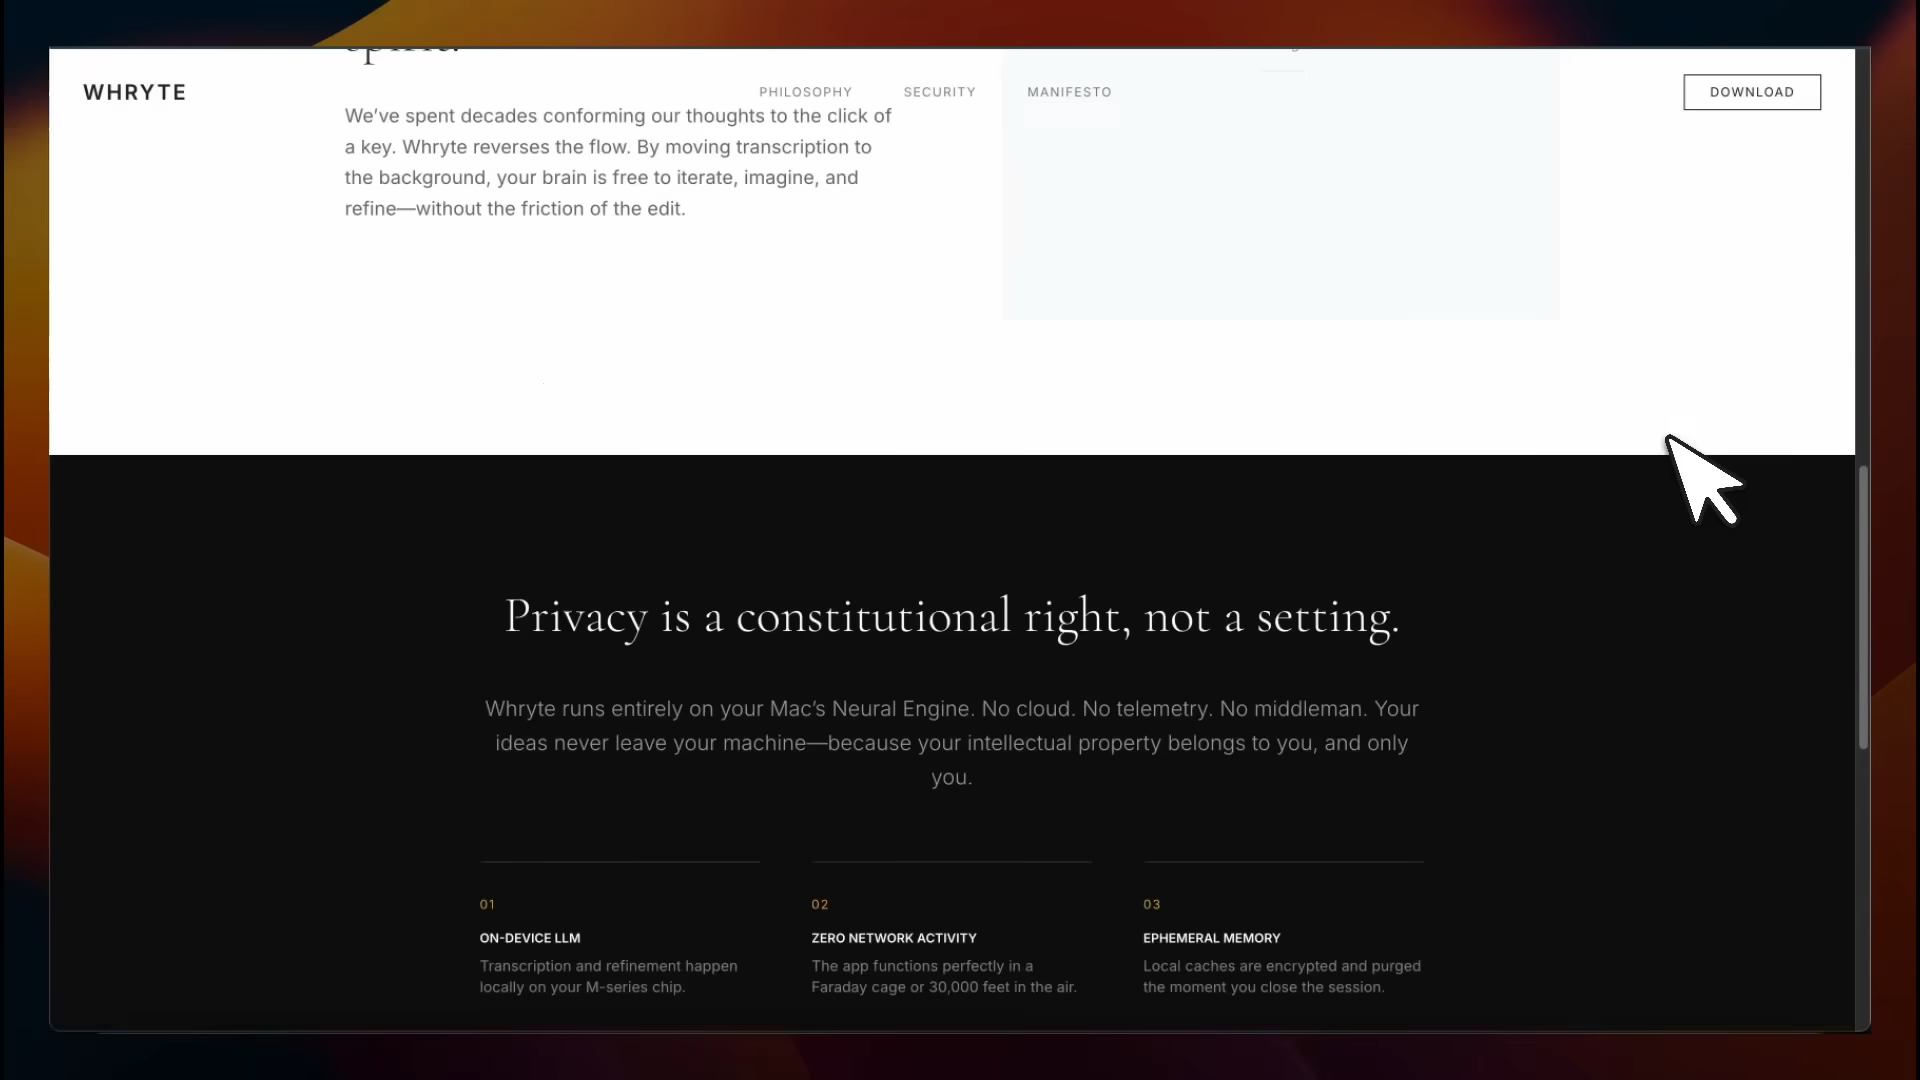 WHRYTE
PHILOSOPHY
SECURITY
MANIFESTO
DOWNLOAD
We’ve spent decades conforming our thoughts to the click of
a key. Whryte reverses the flow. By moving transcription to
the background, your brain is free to iterate, imagine, and
refine—without the friction of the edit.
Privacy is a constitutional right, not a setting.
Whryte runs entirely on your Mac’s Neural Engine. No cloud. No telemetry. No middleman. Your
ideas never leave your machine—because your intellectual property belongs to you, and only
you.
01
ON-DEVICE LLM
Transcription and refinement happen
locally on your M-series chip.
02
ZERO NETWORK ACTIVITY
The app functions perfectly in a
Faraday cage or 30,000 feet in the air.
03
EPHEMERAL MEMORY
Local caches are encrypted and purged
the moment you close the session.